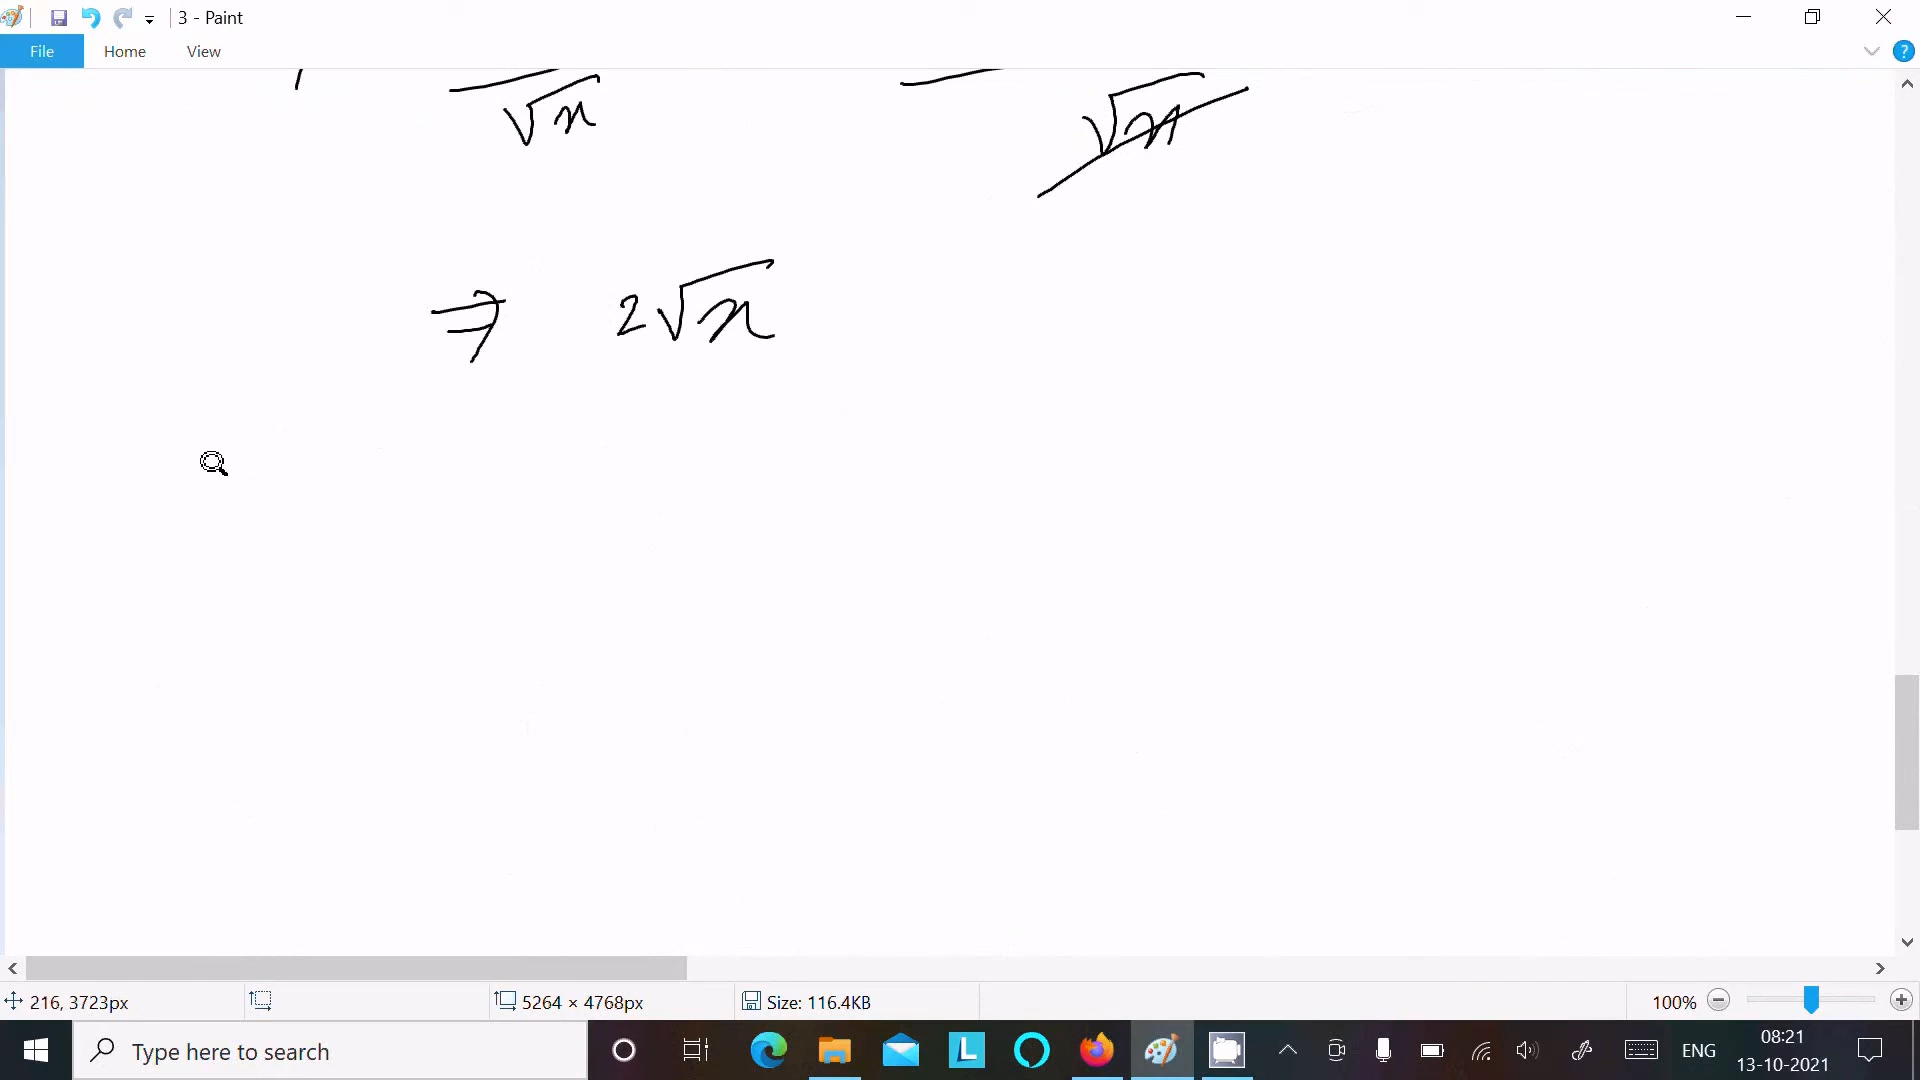 3 - Paint
File Home View
√x √x
⇒ 2√x
216, 3723px 5264 × 4768px Size: 116.4KB 100%
Type here to search L ENG 08:21
13-10-2021